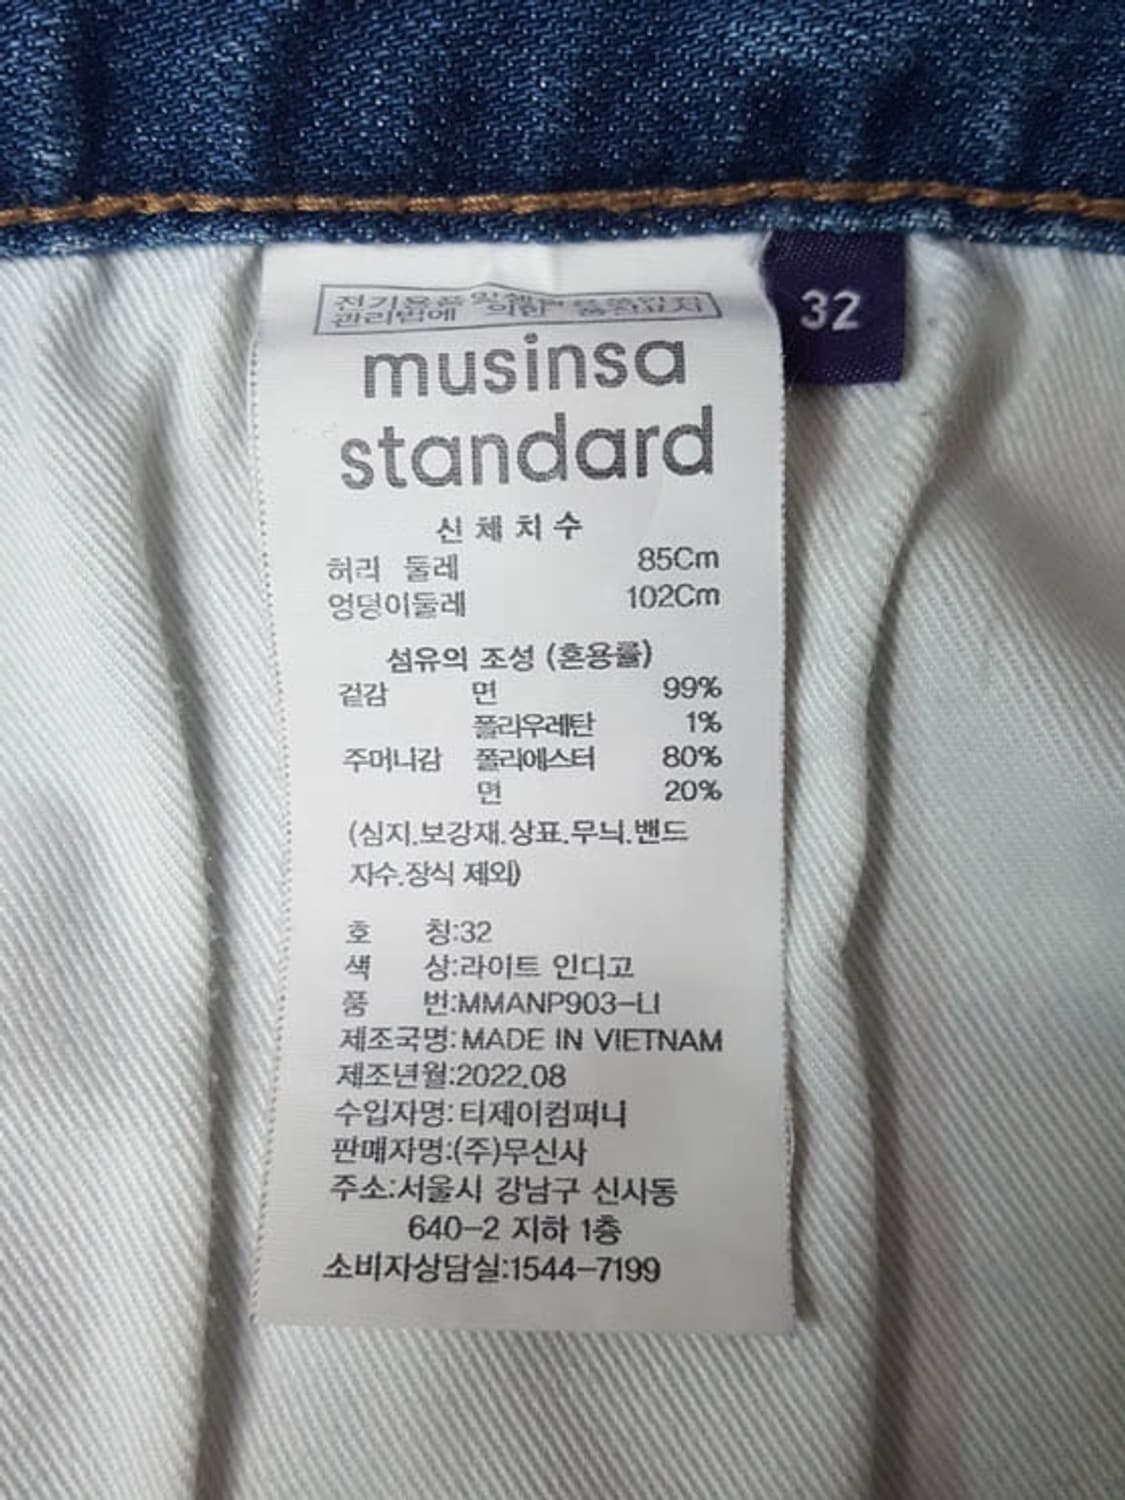 관리법에 의한 품질표시
32
musinsa
standard
신 체 치 수
허리 둘레 85Cm
엉덩이둘레 102Cm
섬유의 조성 (혼용률)
겉감 면 99%
폴리우레탄 1%
주머니감 폴리에스터 80%
면 20%
(심지.보강재.상표.무늬.밴드
자수.장식 제외)
호 칭:32
색 상:라이트 인디고
품 번:MMANP903-LI
제조국명:MADE IN VIETNAM
제조년월:2022.08
수입자명:티제이컴퍼니
판매자명:(주)무신사
주소:서울시 강남구 신사동
640-2 지하 1층
소비자상담실:1544-7199